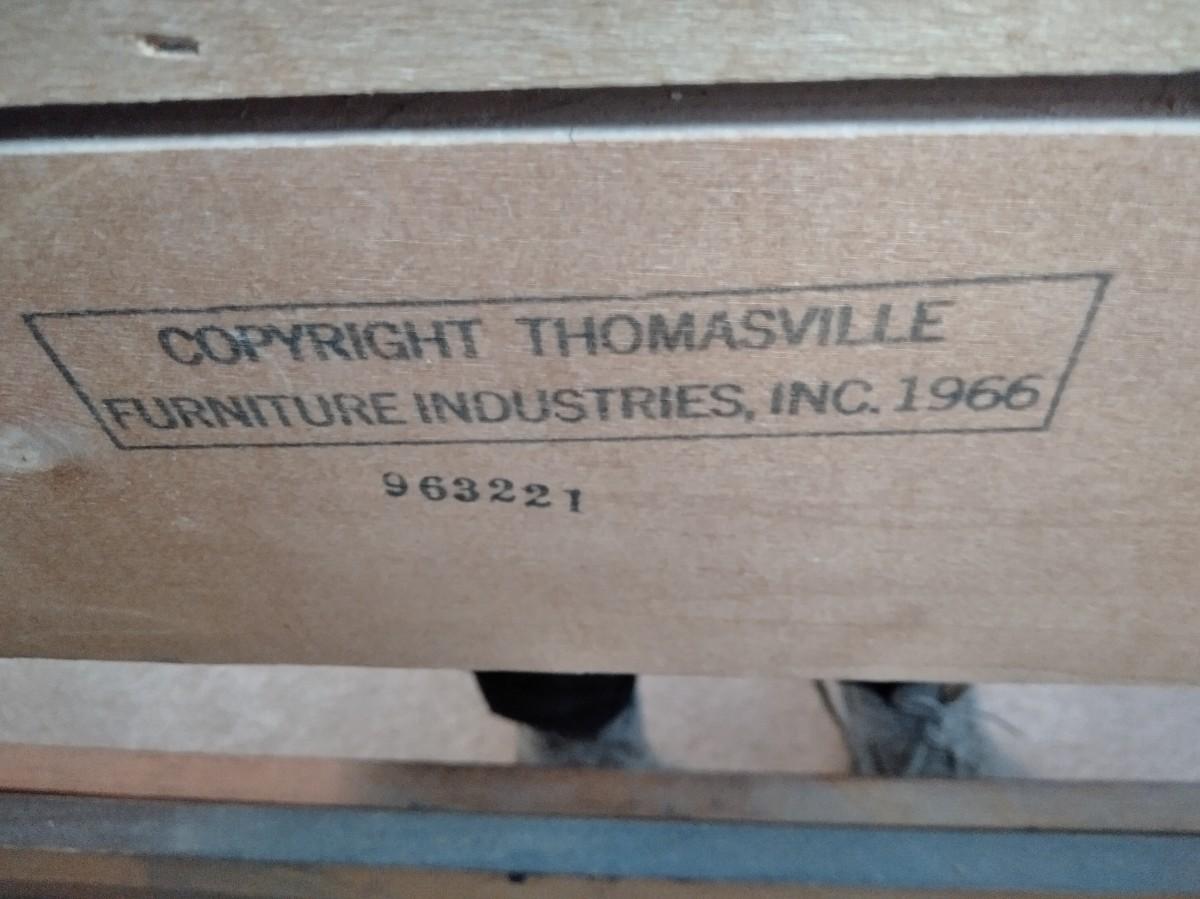 COPYRIGHT THOMASVILLE
FURNITURE INDUSTRIES, INC. 1966
963221